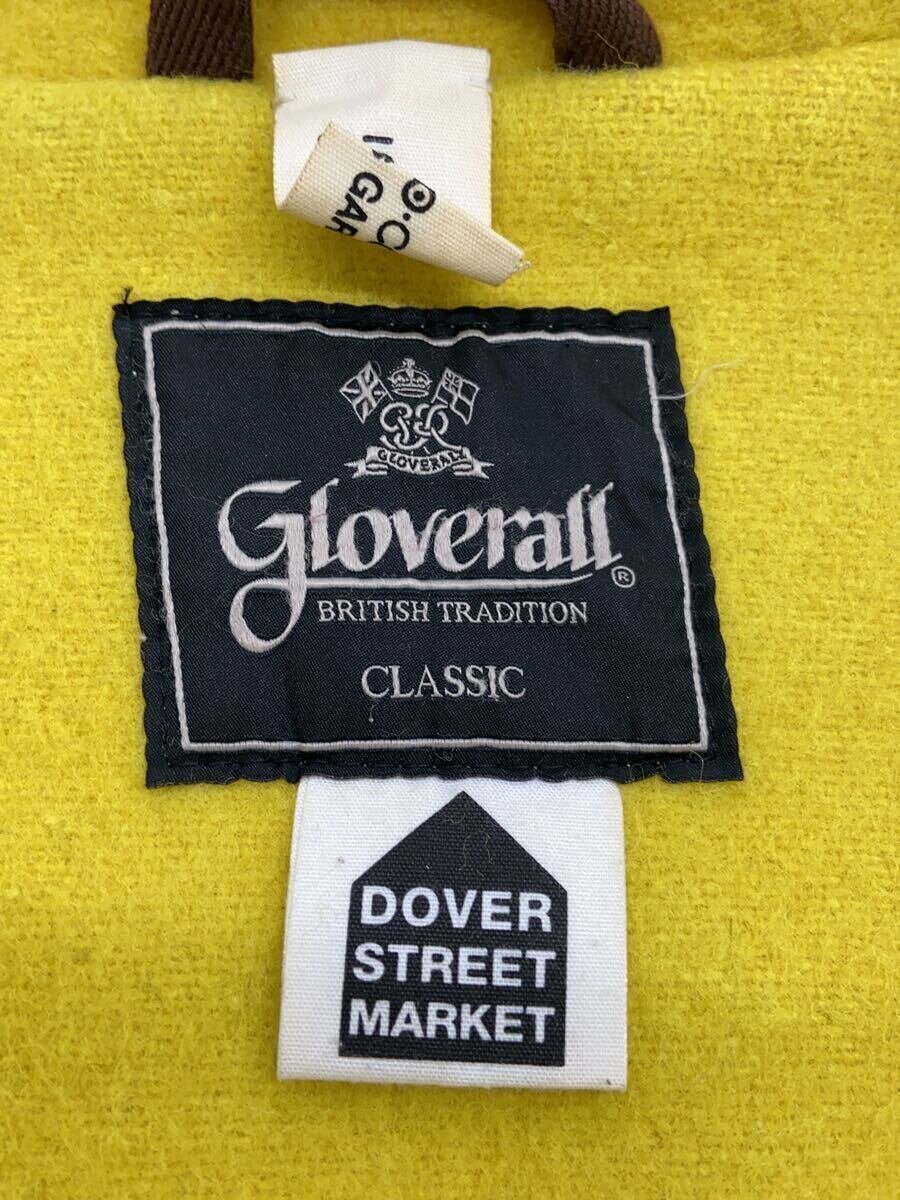 GLOVERALL
Gloverall®
BRITISH TRADITION
CLASSIC
DOVER
STREET
MARKET